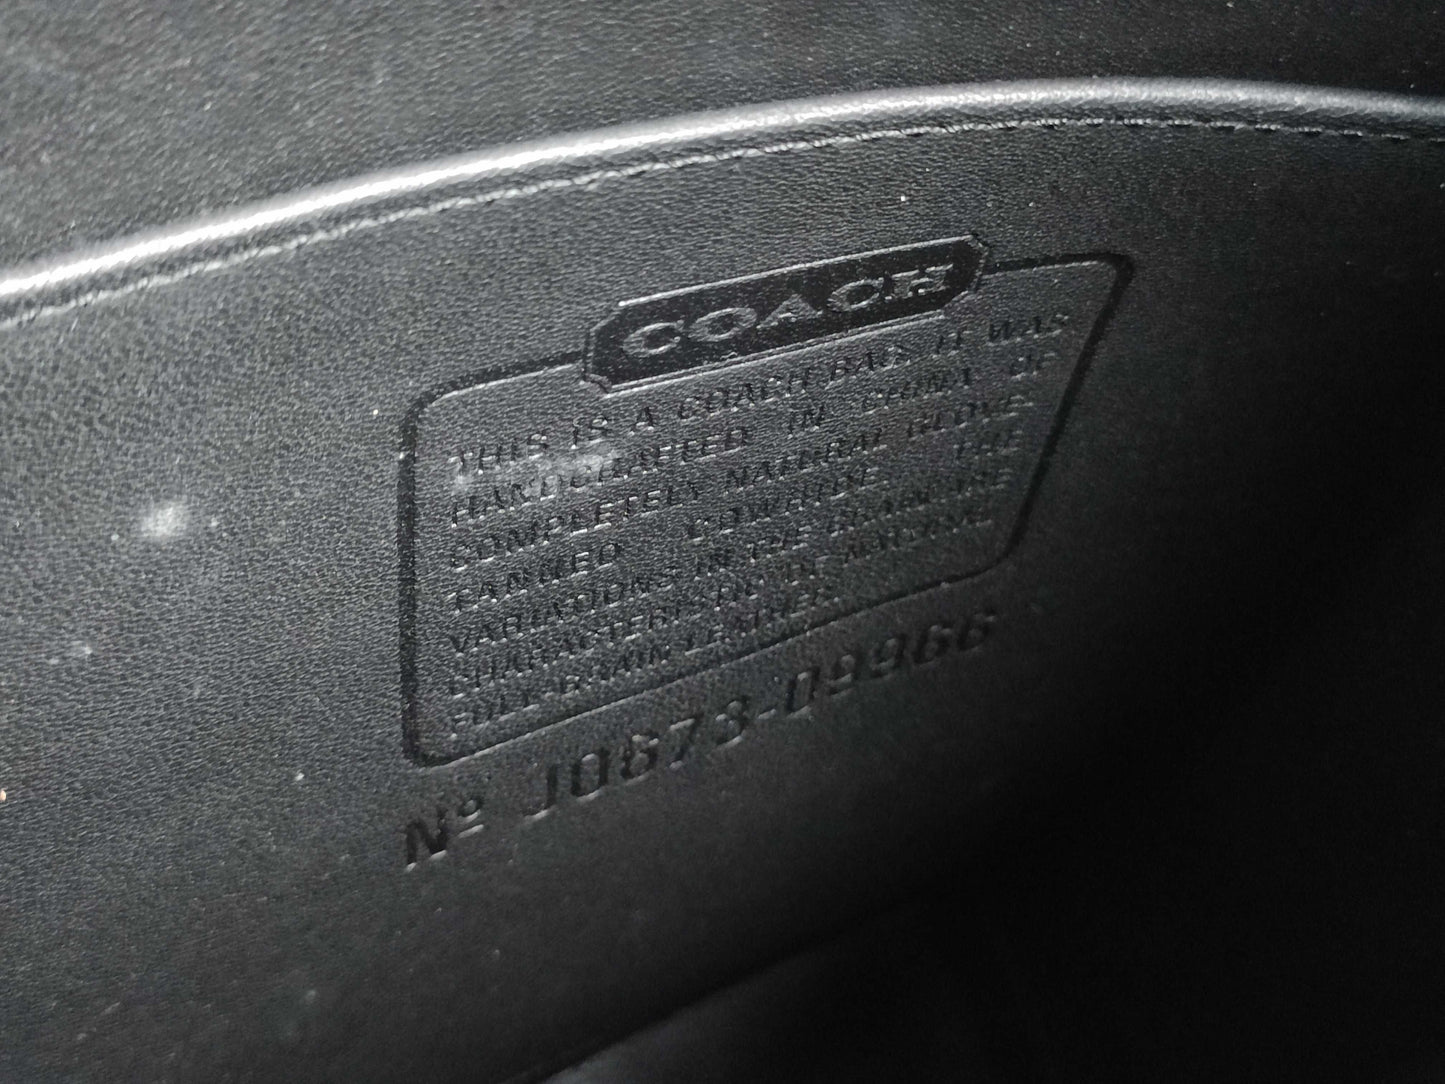 COACH
THIS IS A COACH BAG. IT WAS
HANDCRAFTED IN CHINA OF
COMPLETELY NATURAL GLOVE-
TANNED COWHIDE. THE
VARIATIONS IN THE GRAIN ARE
CHARACTERISTIC IN NATURAL
FULL-GRAIN LEATHER.
Nº J0673-09966